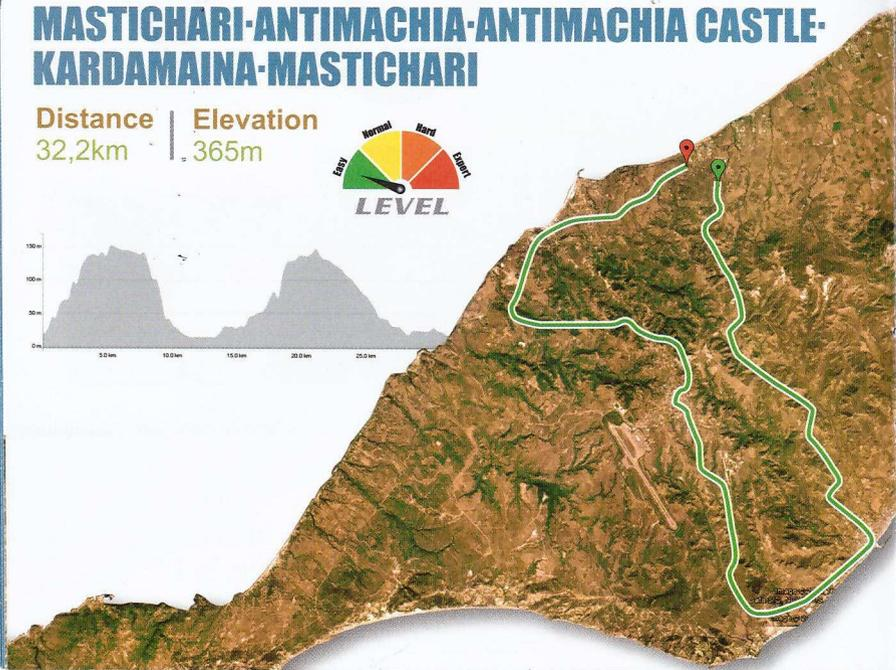 MASTICHARI·ANTIMACHIA·ANTIMACHIA CASTLE·
KARDAMAINA·MASTICHARI
Distance
32,2km
Elevation
365m
Easy
Normal
Hard
Expert
LEVEL
150 m
100 m
50 m
0 m
5.0 km
10.0 km
15.0 km
20.0 km
25.0 km